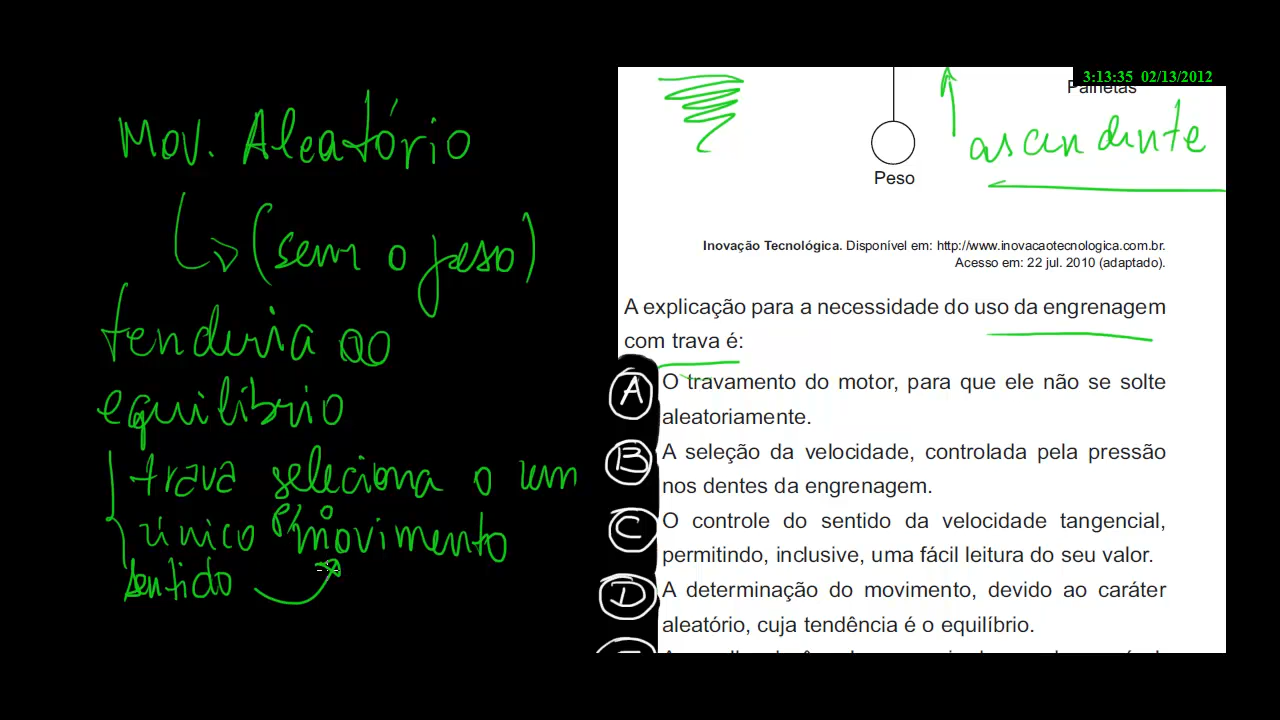 3:13:35 02/13/2012
Palhetas
ascendente
Peso
Mov. Aleatório
(sem o peso)
tenderia ao
equilíbrio
trava seleciona o um
único p/ o movimento
sentido
Inovação Tecnológica. Disponível em: http://www.inovacaotecnologica.com.br.
Acesso em: 22 jul. 2010 (adaptado).
A explicação para a necessidade do uso da engrenagem
com trava é:
A O travamento do motor, para que ele não se solte
aleatoriamente.
B A seleção da velocidade, controlada pela pressão
nos dentes da engrenagem.
C O controle do sentido da velocidade tangencial,
permitindo, inclusive, uma fácil leitura do seu valor.
D A determinação do movimento, devido ao caráter
aleatório, cuja tendência é o equilíbrio.